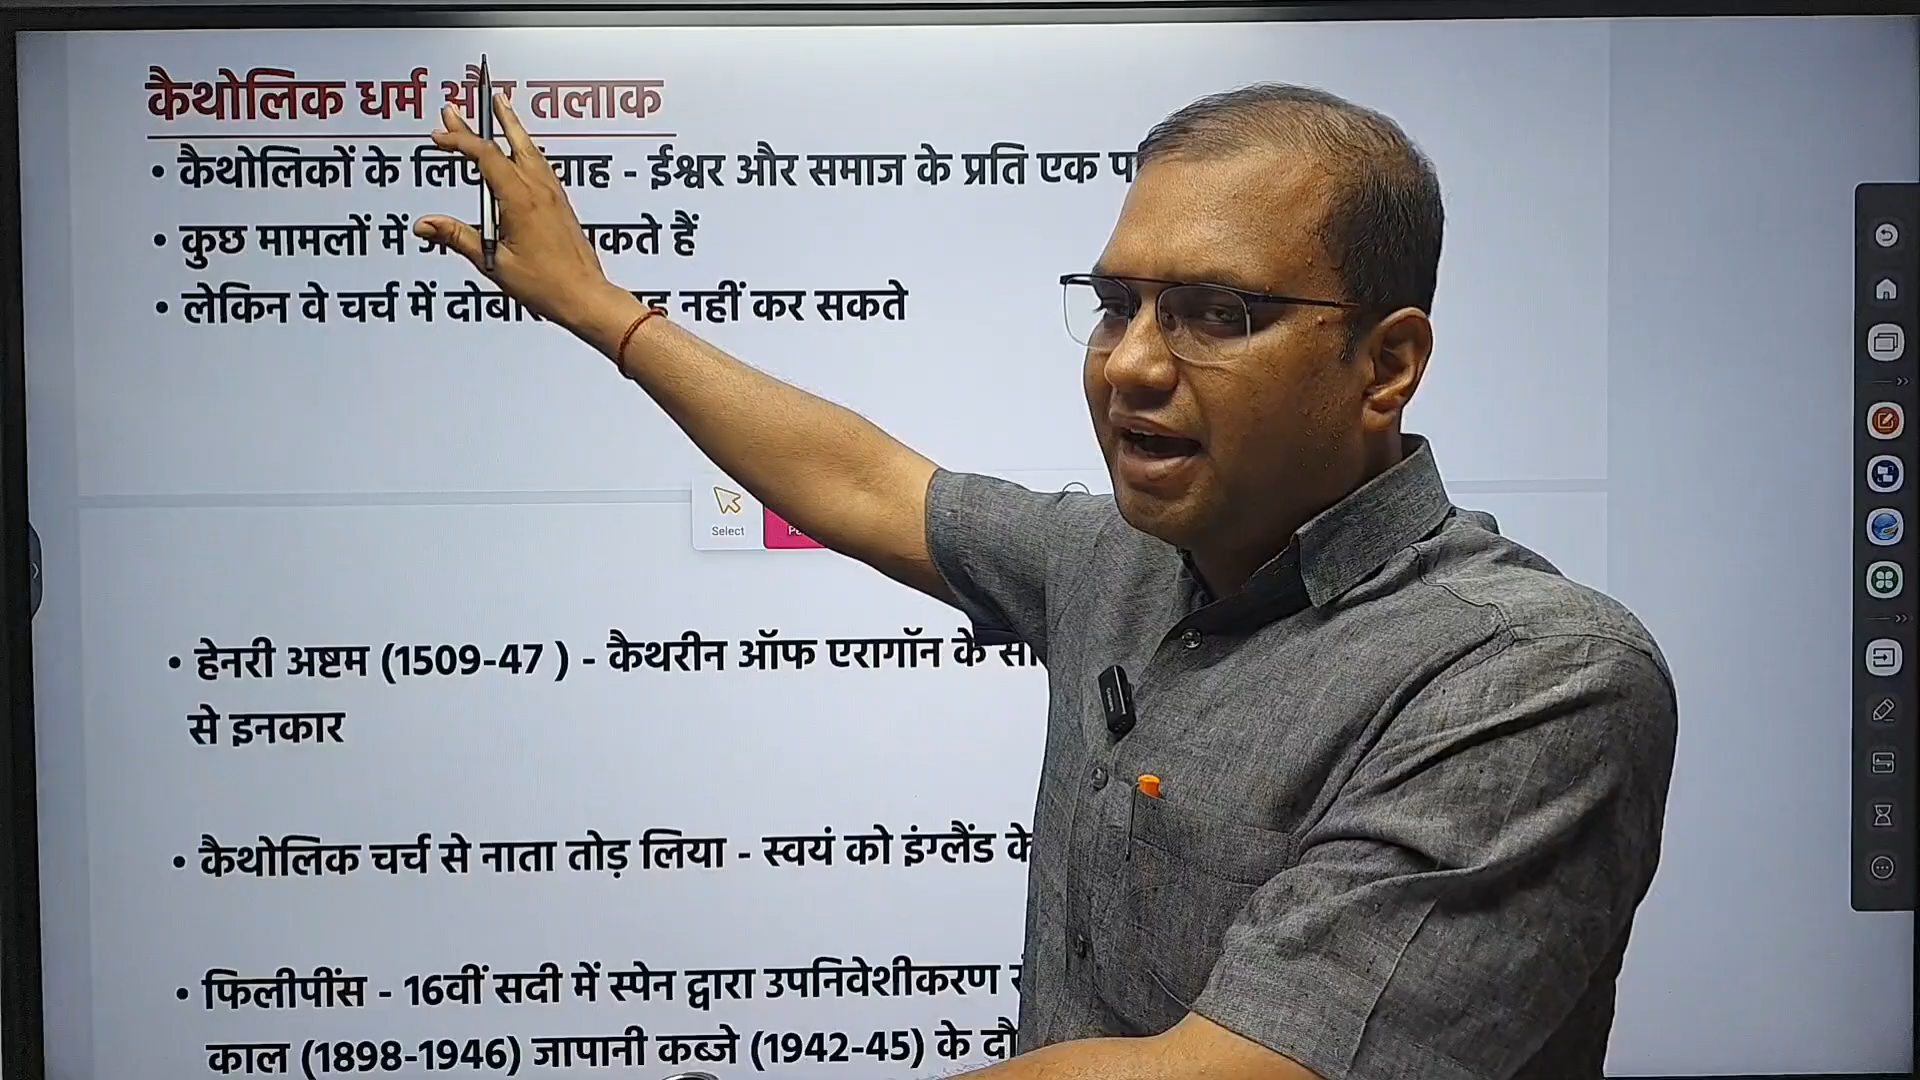 कैथोलिक धर्म और तलाक
• कैथोलिकों के लिए - ईश्वर और समाज के प्रति एक
• कुछ मामलों में हैं
• लेकिन वे चर्च में नहीं कर सकते
Select
• हेनरी अष्टम (1509-47 ) - कैथरीन ऑफ एरागॉन के
से इनकार
• कैथोलिक चर्च से नाता तोड़ लिया - स्वयं को इंग्लैंड के
• फिलीपींस - 16वीं सदी में स्पेन द्वारा उपनिवेशीकरण
काल (1898-1946) जापानी कब्जे (1942-45) के